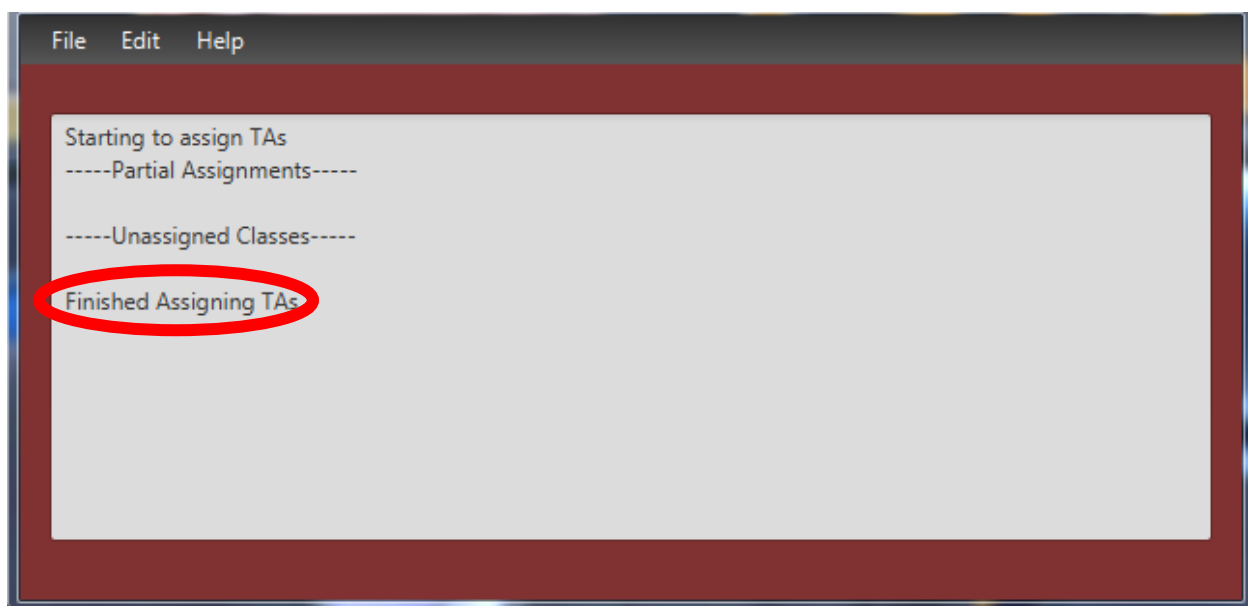 File Edit Help
Starting to assign TAs
-----Partial Assignments-----
-----Unassigned Classes-----
Finished Assigning TAs